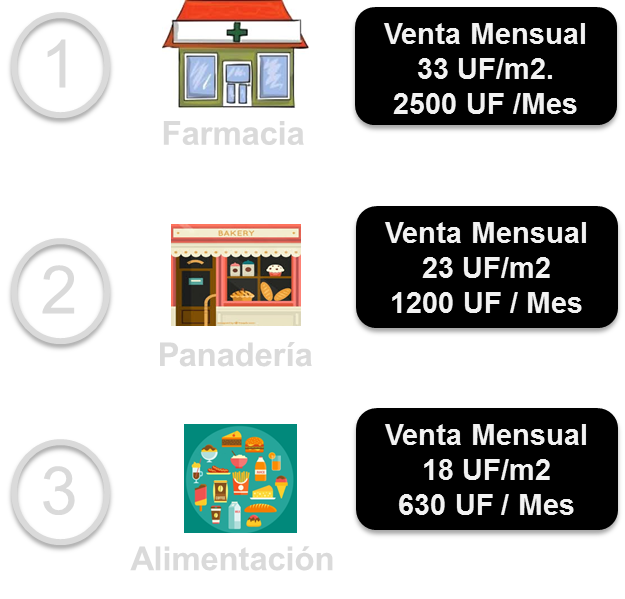 1
Venta Mensual
33 UF/m2.
2500 UF /Mes
Farmacia
2
BAKERY
Venta Mensual
23 UF/m2
1200 UF / Mes
Panadería
3
Venta Mensual
18 UF/m2
630 UF / Mes
Alimentación